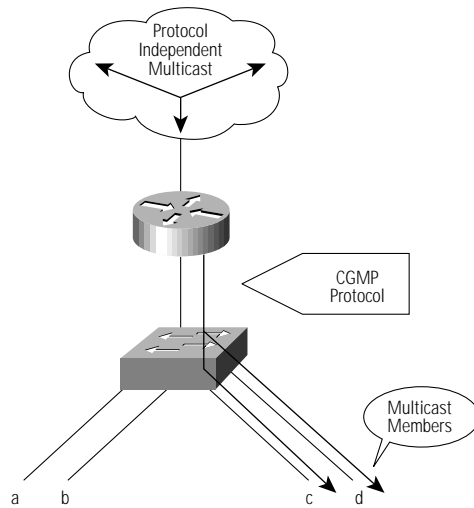 Protocol
Independent
Multicast
CGMP
Protocol
Multicast
Members
a b c d